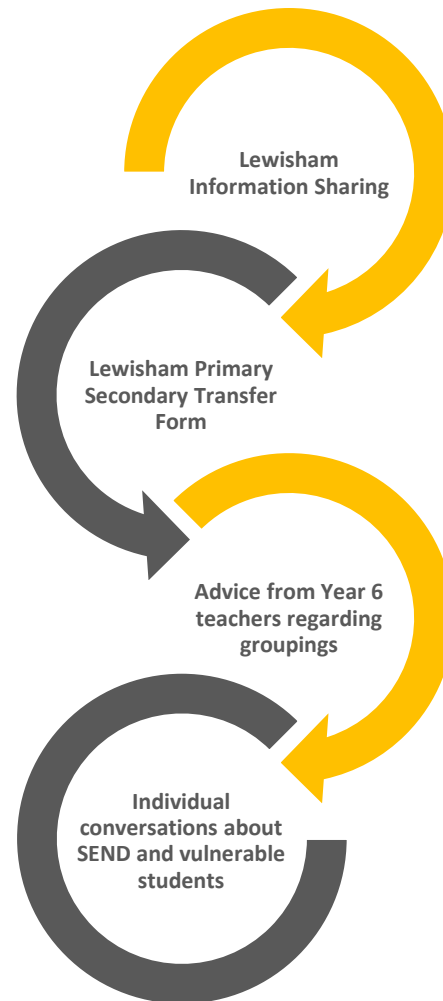 Lewisham
Information Sharing
Lewisham Primary
Secondary Transfer
Form
Advice from Year 6
teachers regarding
groupings
Individual
conversations about
SEND and vulnerable
students